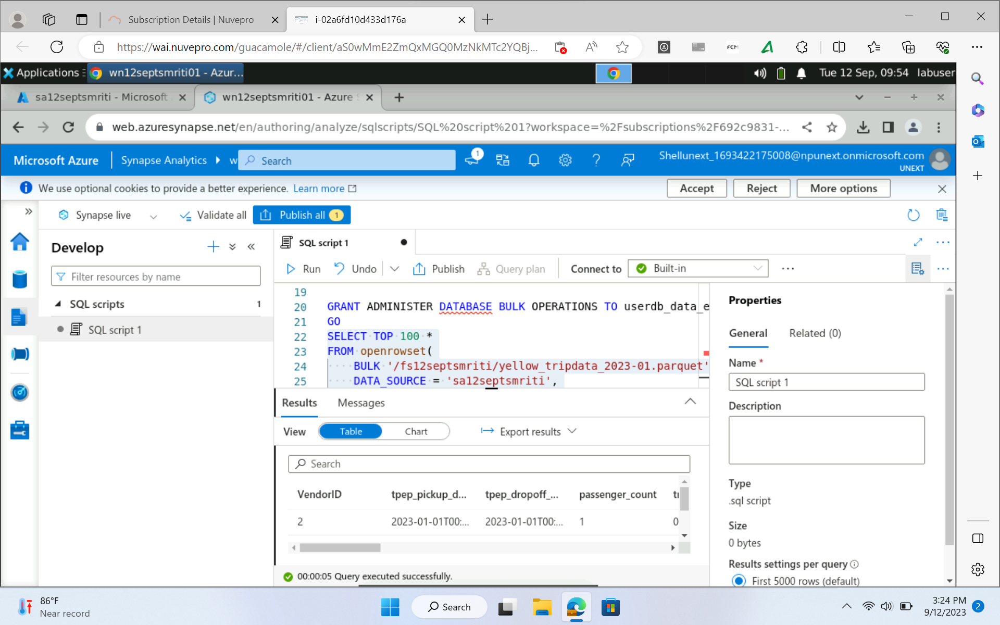 Subscription Details | Nuvepro
i-02a6fd10d433d176a
https://wai.nuvepro.com/guacamole/#/client/aS0wMmE2ZmQxMGQ0MzNkMTc2YQBj...
FCM
Applications
wn12septsmriti01 - Azur...
Tue 12 Sep, 09:54
labuser
sa12septsmriti - Microsoft
wn12septsmriti01 - Azure S
web.azuresynapse.net/en/authoring/analyze/sqlscripts/SQL%20script%201?workspace=%2Fsubscriptions%2F692c9831-...
Microsoft Azure
Synapse Analytics
w
Search
1
Shellunext_1693422175008@npunext.onmicrosoft.com
UNEXT
We use optional cookies to provide a better experience. Learn more
Accept
Reject
More options
Synapse live
Validate all
Publish all 1
Develop
SQL script 1
Run
Undo
Publish
Query plan
Connect to
Built-in
Filter resources by name
SQL scripts 1
SQL script 1
19
20 GRANT ADMINISTER DATABASE BULK OPERATIONS TO userdb_data_e
21 GO
22 SELECT TOP 100 *
23 FROM openrowset(
24 BULK '/fs12septsmriti/yellow_tripdata_2023-01.parquet'
25 DATA_SOURCE = 'sa12septsmriti',
Results
Messages
View
Table
Chart
Export results
Search
VendorID tpep_pickup_d... tpep_dropoff_... passenger_count
2 2023-01-01T00:... 2023-01-01T00:... 1 0
00:00:05 Query executed successfully.
Properties
General
Related (0)
Name *
SQL script 1
Description
Type
.sql script
Size
0 bytes
Results settings per query
First 5000 rows (default)
86°F
Near record
Search
3:24 PM
9/12/2023
2